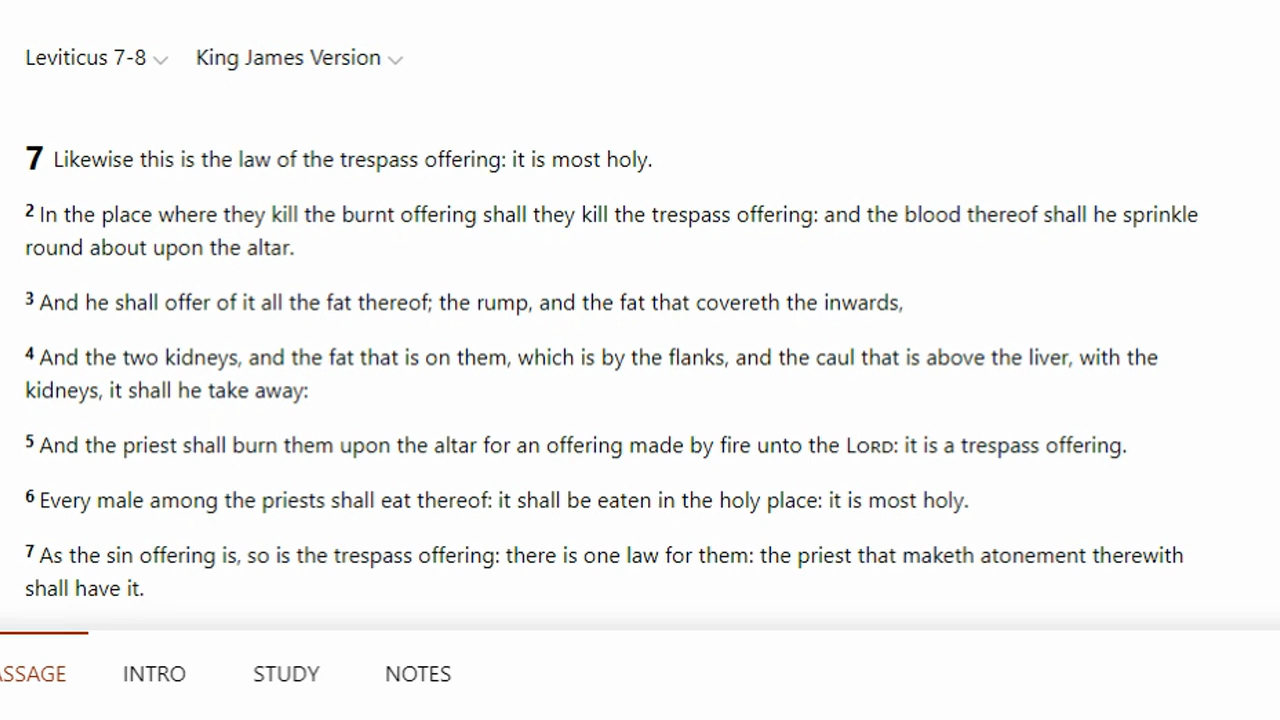 Leviticus 7-8 King James Version
7 Likewise this is the law of the trespass offering: it is most holy.
2 In the place where they kill the burnt offering shall they kill the trespass offering: and the blood thereof shall he sprinkle
round about upon the altar.
3 And he shall offer of it all the fat thereof; the rump, and the fat that covereth the inwards,
4 And the two kidneys, and the fat that is on them, which is by the flanks, and the caul that is above the liver, with the
kidneys, it shall he take away:
5 And the priest shall burn them upon the altar for an offering made by fire unto the LORD: it is a trespass offering.
6 Every male among the priests shall eat thereof: it shall be eaten in the holy place: it is most holy.
7 As the sin offering is, so is the trespass offering: there is one law for them: the priest that maketh atonement therewith
shall have it.
ASSAGE INTRO STUDY NOTES